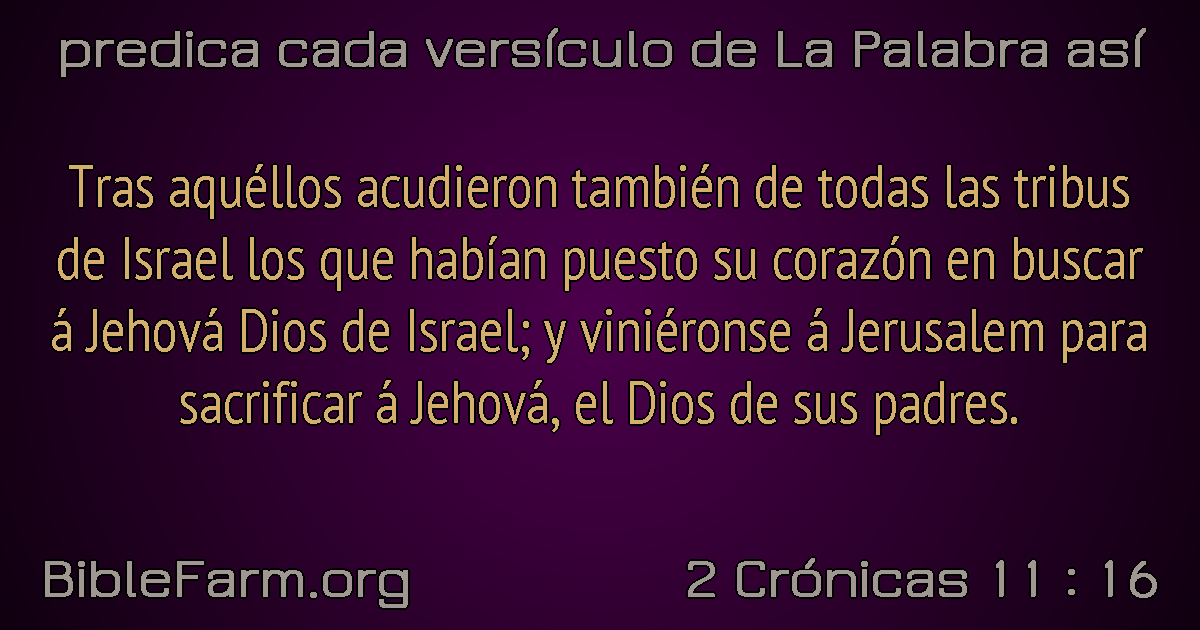 predica cada versículo de La Palabra así
Tras aquéllos acudieron también de todas las tribus
de Israel los que habían puesto su corazón en buscar
á Jehová Dios de Israel; y viniéronse á Jerusalem para
sacrificar á Jehová, el Dios de sus padres.
BibleFarm.org
2 Crónicas 11 : 16